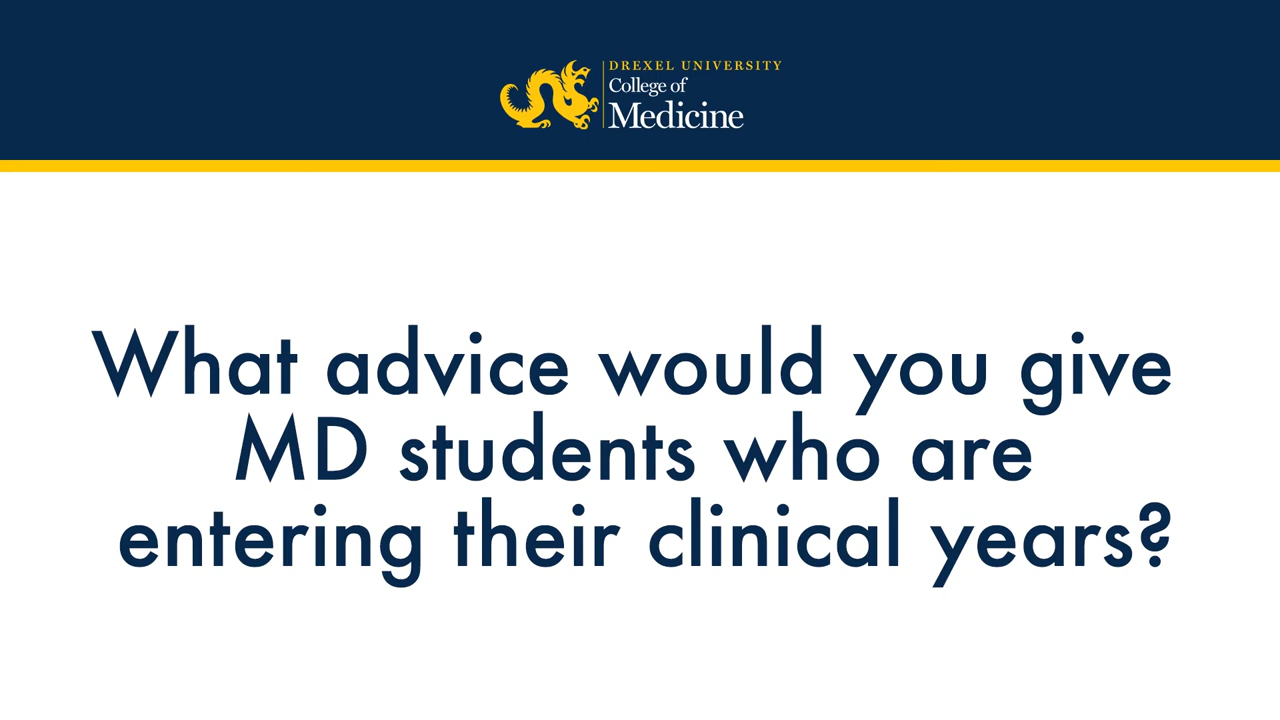 DREXEL UNIVERSITY
College of
Medicine
What advice would you give
MD students who are
entering their clinical years?